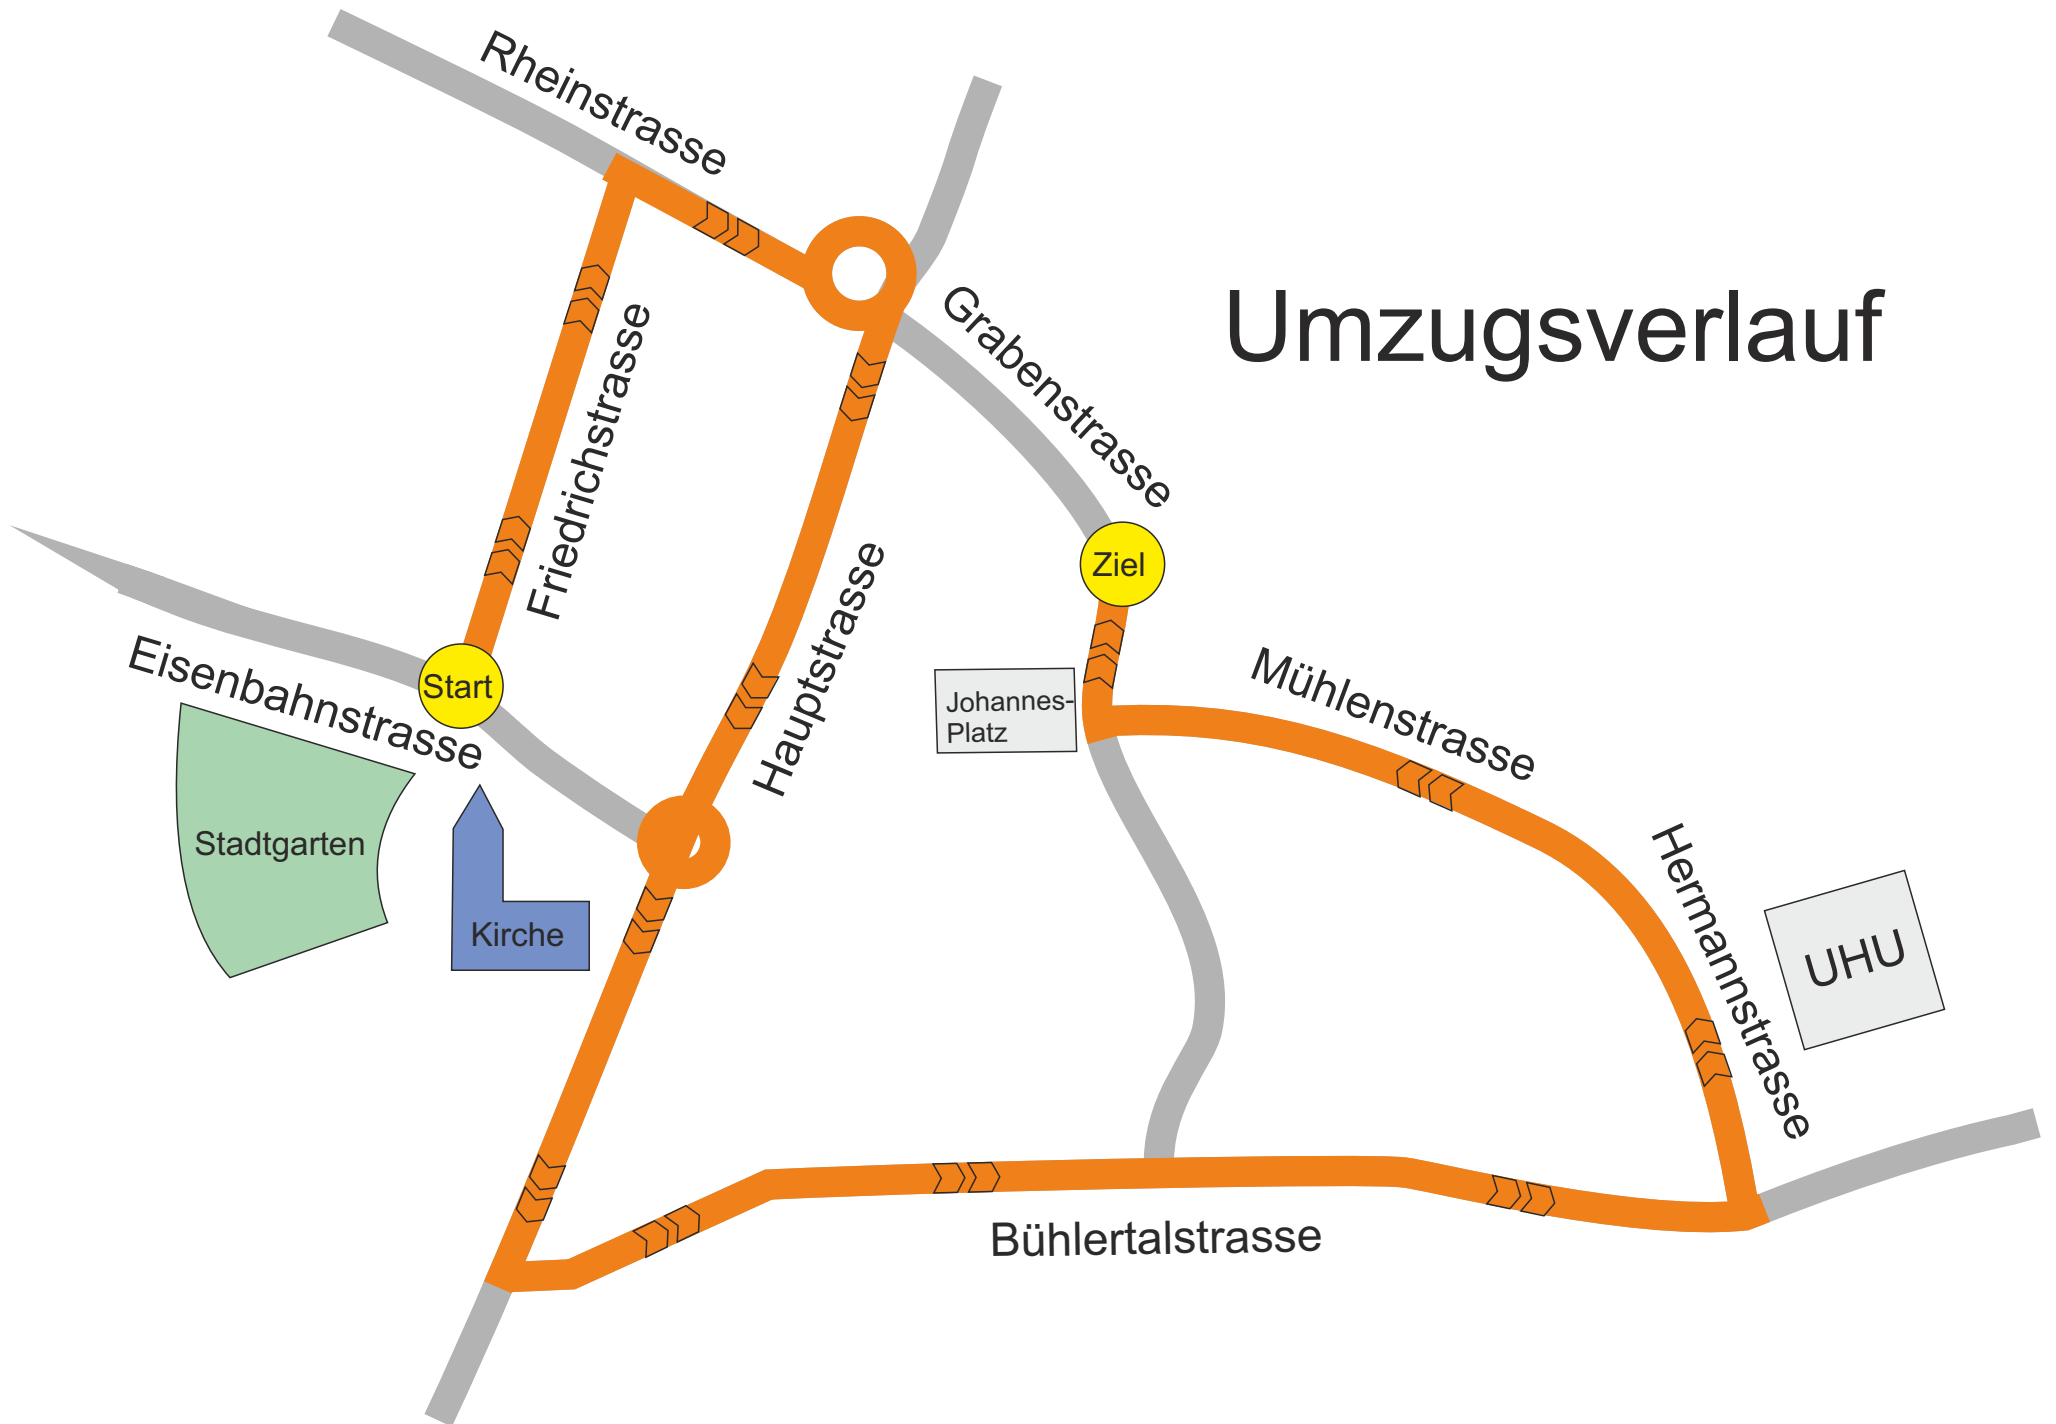 Rheinstrasse
Umzugsverlauf
Grabenstrasse
Friedrichstrasse
Ziel
Hauptstrasse
Eisenbahnstrasse
Start
Johannes-
Platz
Mühlenstrasse
Stadtgarten
Kirche
Hermannstrasse
UHU
Bühlertalstrasse